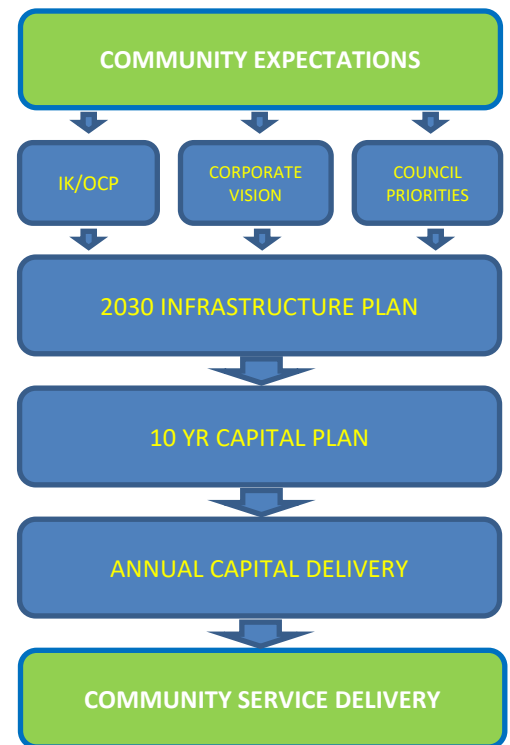 COMMUNITY EXPECTATIONS
IK/OCP
CORPORATE
VISION
COUNCIL
PRIORITIES
2030 INFRASTRUCTURE PLAN
10 YR CAPITAL PLAN
ANNUAL CAPITAL DELIVERY
COMMUNITY SERVICE DELIVERY